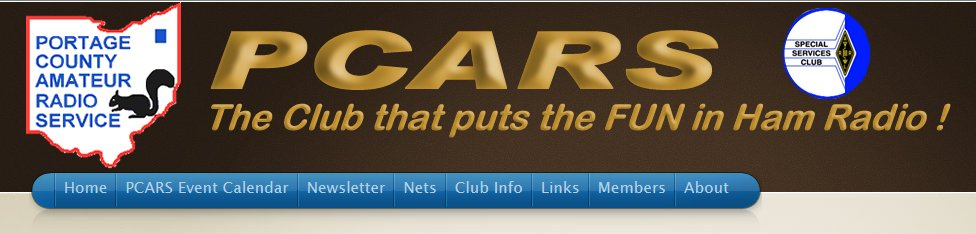 PORTAGE
COUNTY
AMATEUR
RADIO
SERVICE
PCARS
The Club that puts the FUN in Ham Radio !
SPECIAL
SERVICES
CLUB
Home PCARS Event Calendar Newsletter Nets Club Info Links Members About